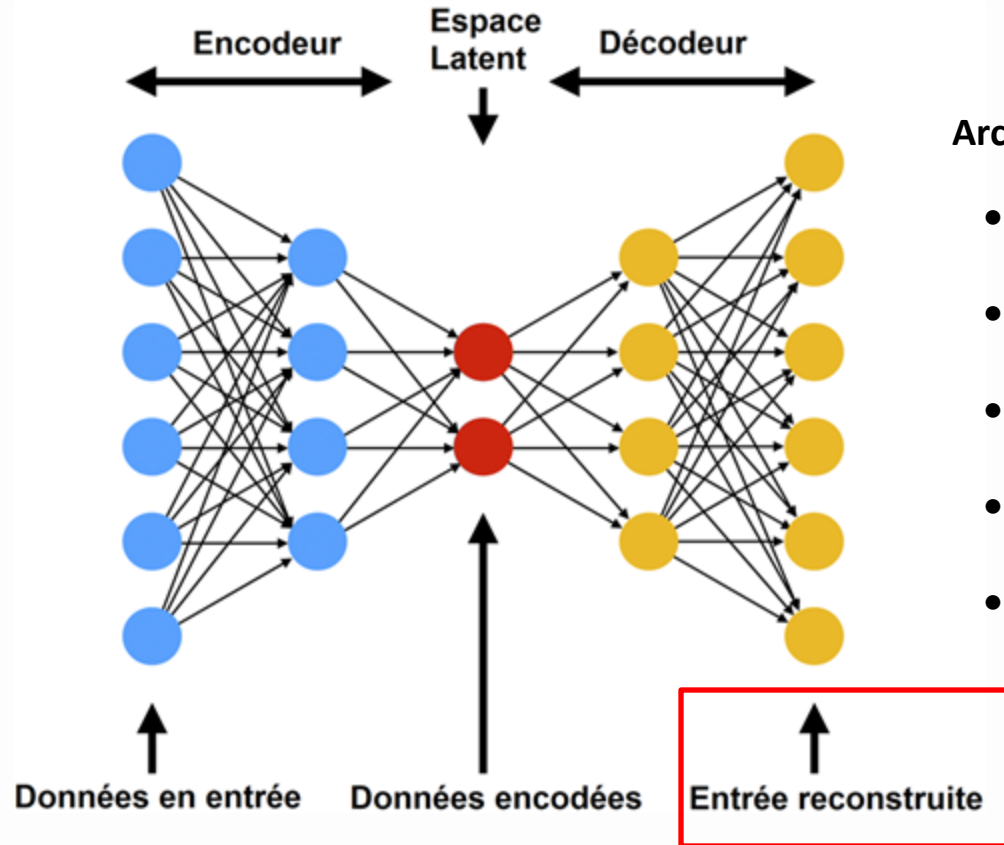 Encodeur
Espace
Latent
Décodeur
Arc
Données en entrée
Données encodées
Entrée reconstruite